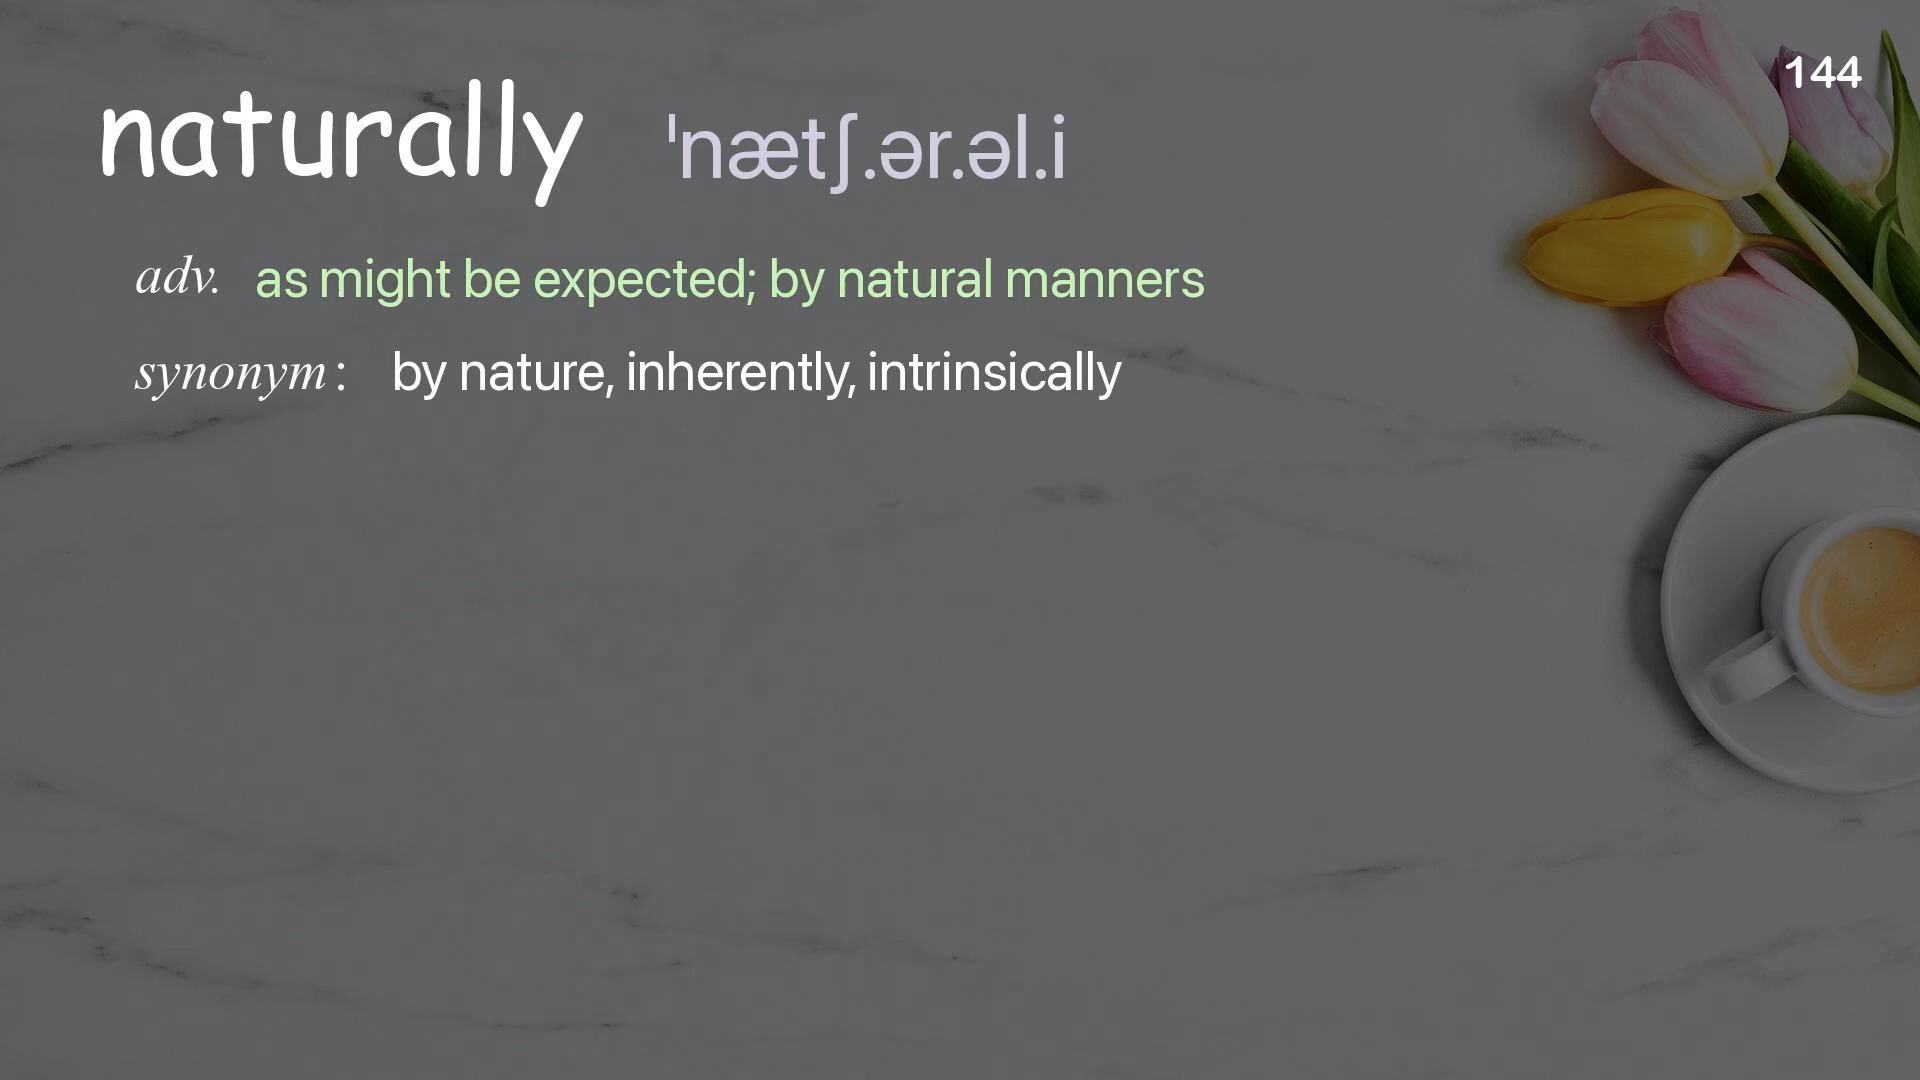 144
naturally ˈnætʃ.ər.əl.i
adv. as might be expected; by natural manners
synonym : by nature, inherently, intrinsically